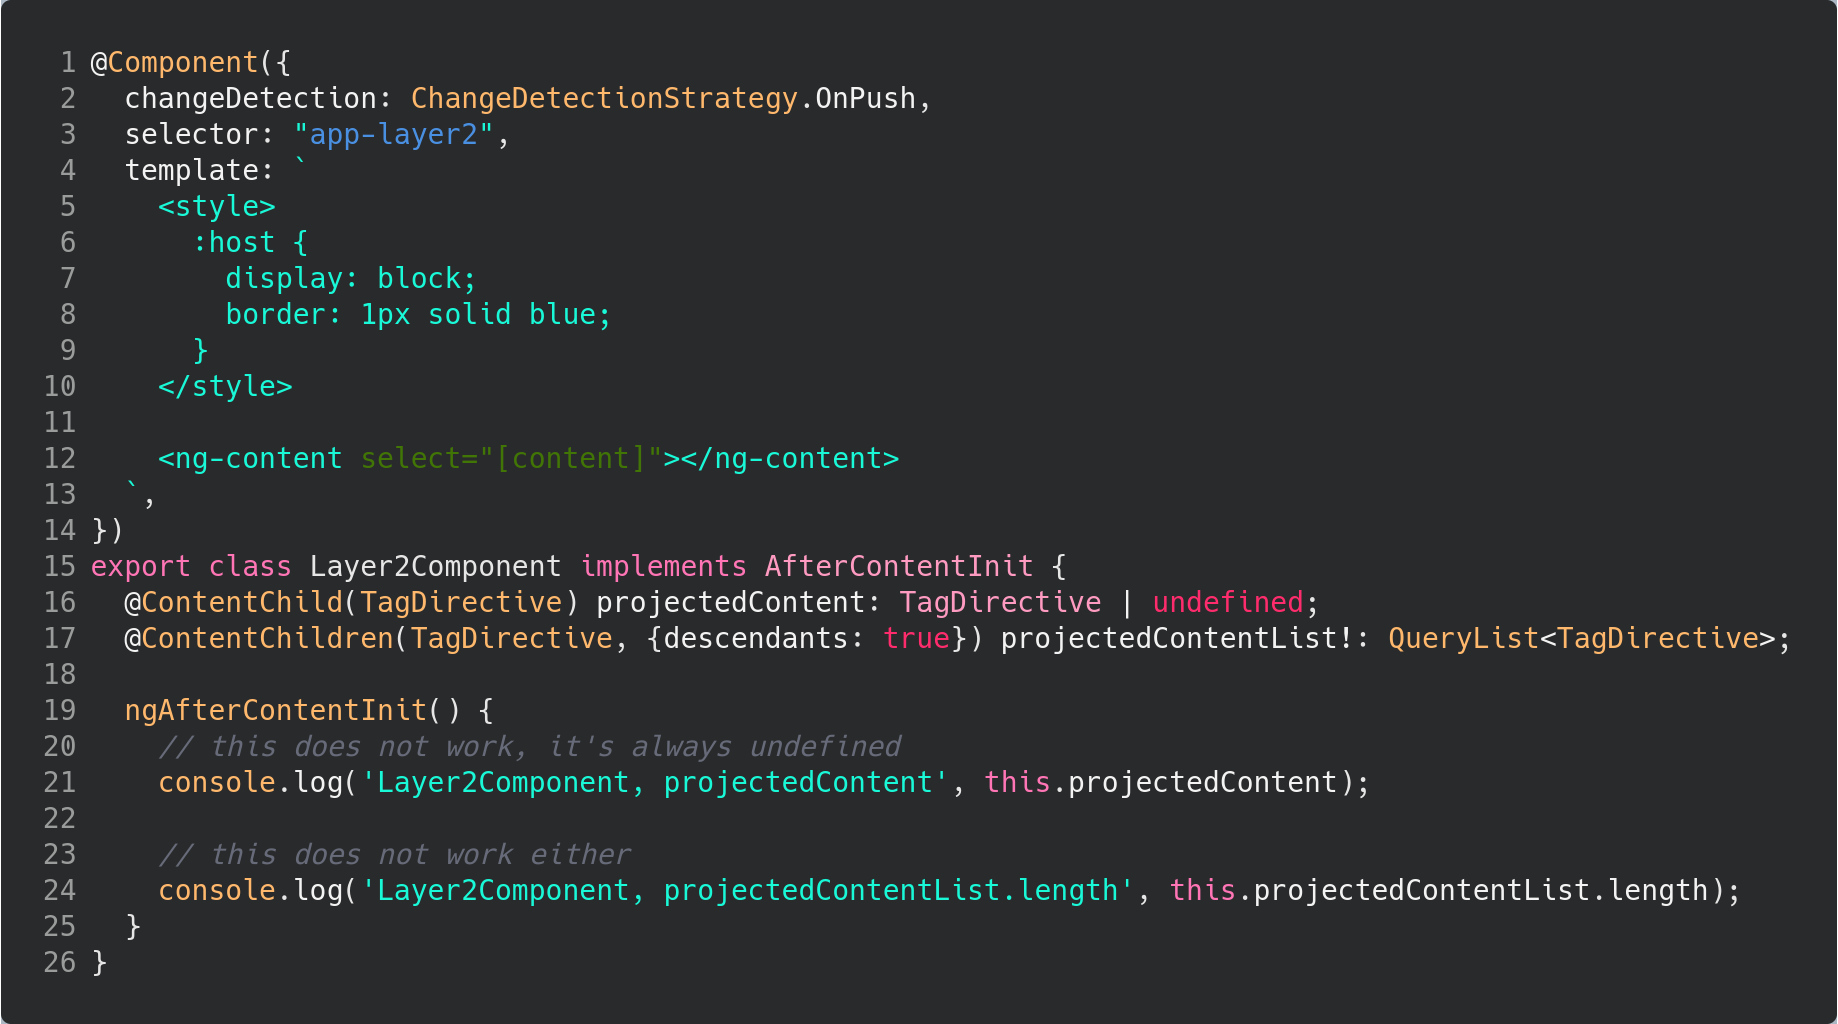 1 @Component({
2   changeDetection: ChangeDetectionStrategy.OnPush,
3   selector: "app-layer2",
4   template: `
5     <style>
6       :host {
7         display: block;
8         border: 1px solid blue;
9       }
10     </style>
11
12     <ng-content select="[content]"></ng-content>
13   `,
14 })
15 export class Layer2Component implements AfterContentInit {
16   @ContentChild(TagDirective) projectedContent: TagDirective | undefined;
17   @ContentChildren(TagDirective, {descendants: true}) projectedContentList!: QueryList<TagDirective>;
18
19   ngAfterContentInit() {
20     // this does not work, it's always undefined
21     console.log('Layer2Component, projectedContent', this.projectedContent);
22
23     // this does not work either
24     console.log('Layer2Component, projectedContentList.length', this.projectedContentList.length);
25   }
26 }